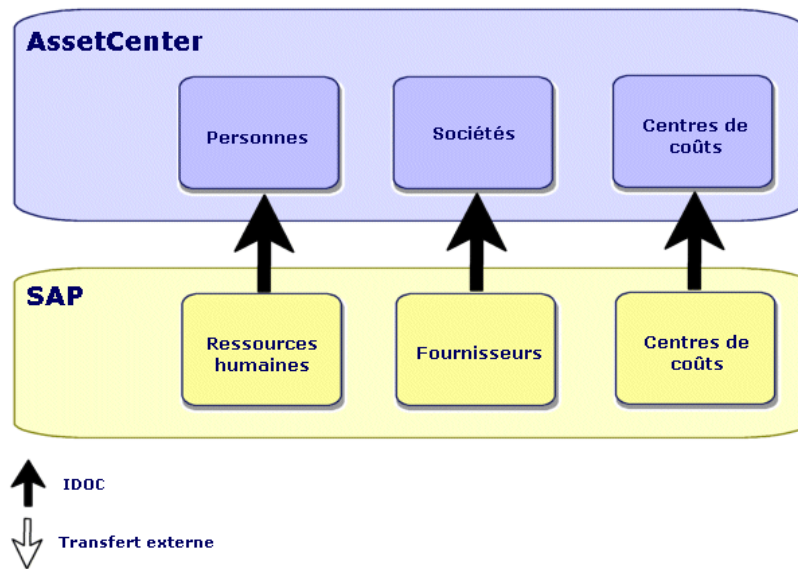 AssetCenter
Personnes
Sociétés
Centres de
coûts
SAP
Ressources
humaines
Fournisseurs
Centres de
coûts
IDOC
Transfert externe